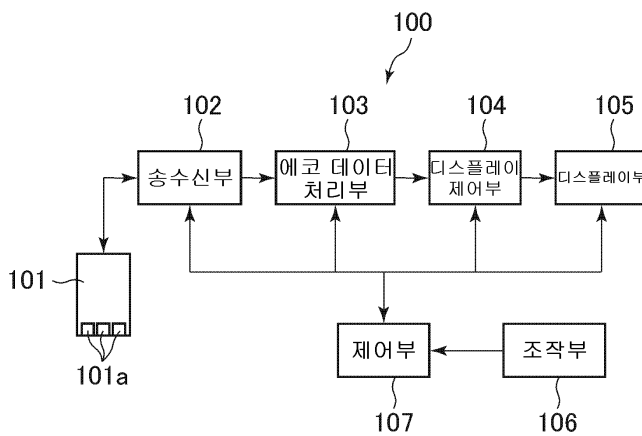 100
102
103
104
105
송수신부
에코 데이터
처리부
디스플레이
제어부
디스플레이부
101
101a
제어부
조작부
107
106